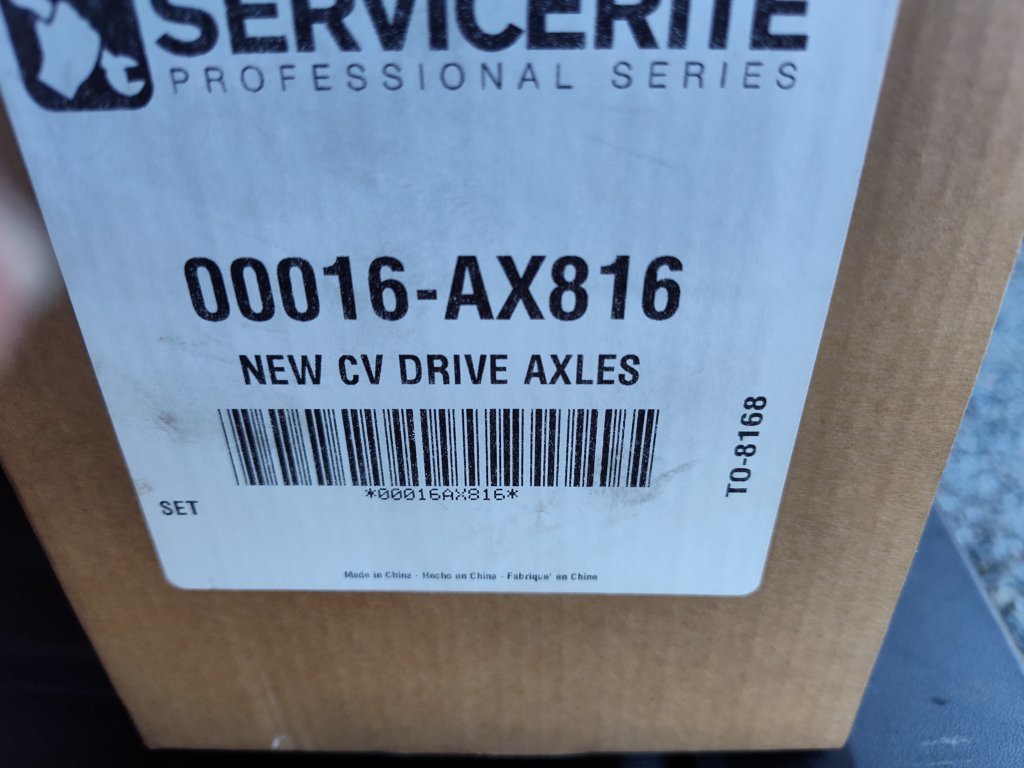 SERVICERITE
PROFESSIONAL SERIES
00016-AX816
NEW CV DRIVE AXLES
*00016AX816*
TO-8168
SET
Made in China · Hecho en China · Fabrique' en Chine